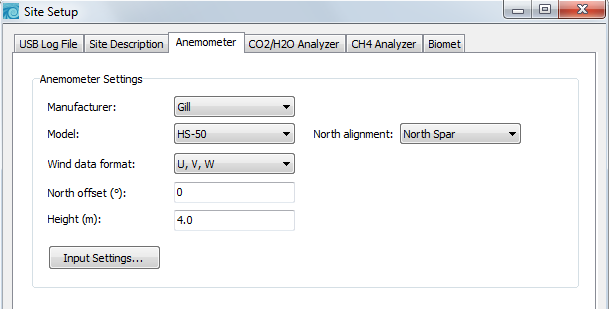 Site Setup
USB Log File Site Description Anemometer CO2/H2O Analyzer CH4 Analyzer Biomet
Anemometer Settings
Manufacturer: Gill
Model: HS-50 North alignment: North Spar
Wind data format: U, V, W
North offset (°): 0
Height (m): 4.0
Input Settings...